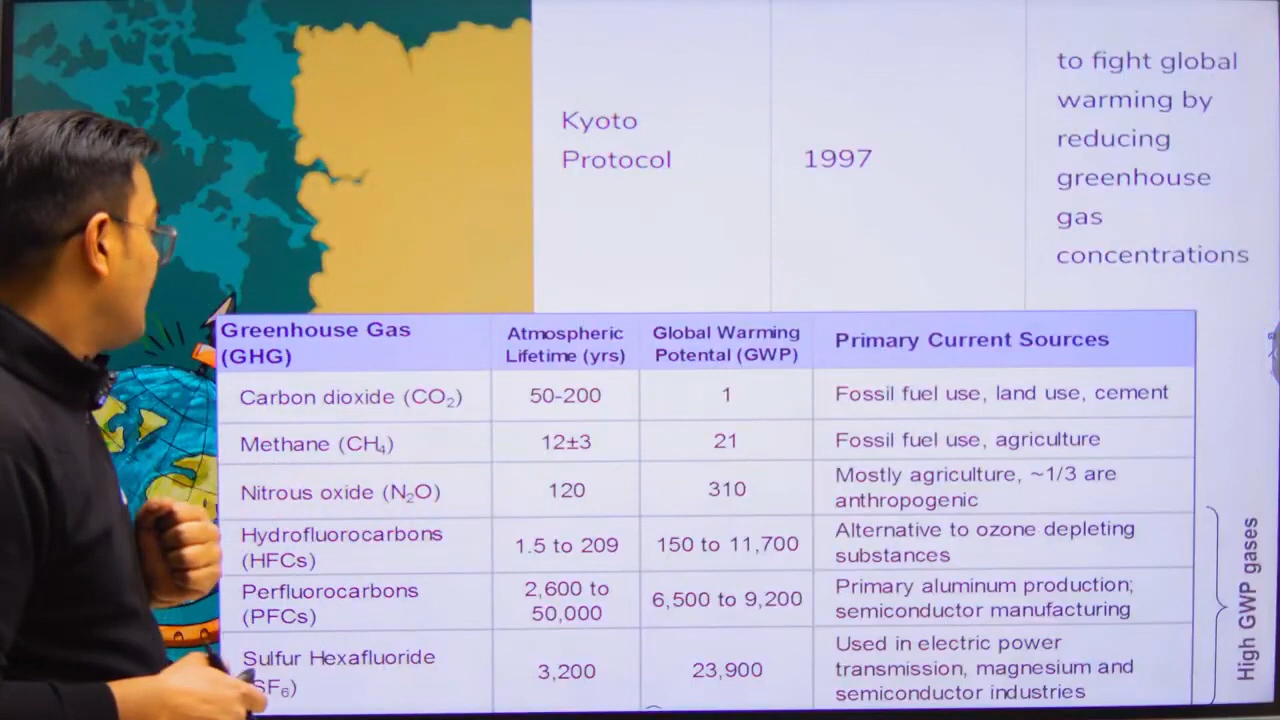 Kyoto
Protocol
1997
to fight global
warming by
reducing
greenhouse
gas
concentrations
Greenhouse Gas
(GHG)
Atmospheric
Lifetime (yrs)
Global Warming
Potental (GWP)
Primary Current Sources
Carbon dioxide (CO₂)
50-200
1
Fossil fuel use, land use, cement
Methane (CH₄)
12±3
21
Fossil fuel use, agriculture
Nitrous oxide (N₂O)
120
310
Mostly agriculture, ~1/3 are
anthropogenic
Hydrofluorocarbons
(HFCs)
1.5 to 209
150 to 11,700
Alternative to ozone depleting
substances
Perfluorocarbons
(PFCs)
2,600 to
50,000
6,500 to 9,200
Primary aluminum production;
semiconductor manufacturing
Sulfur Hexafluoride
SF₆)
3,200
23,900
Used in electric power
transmission, magnesium and
semiconductor industries
High GWP gases